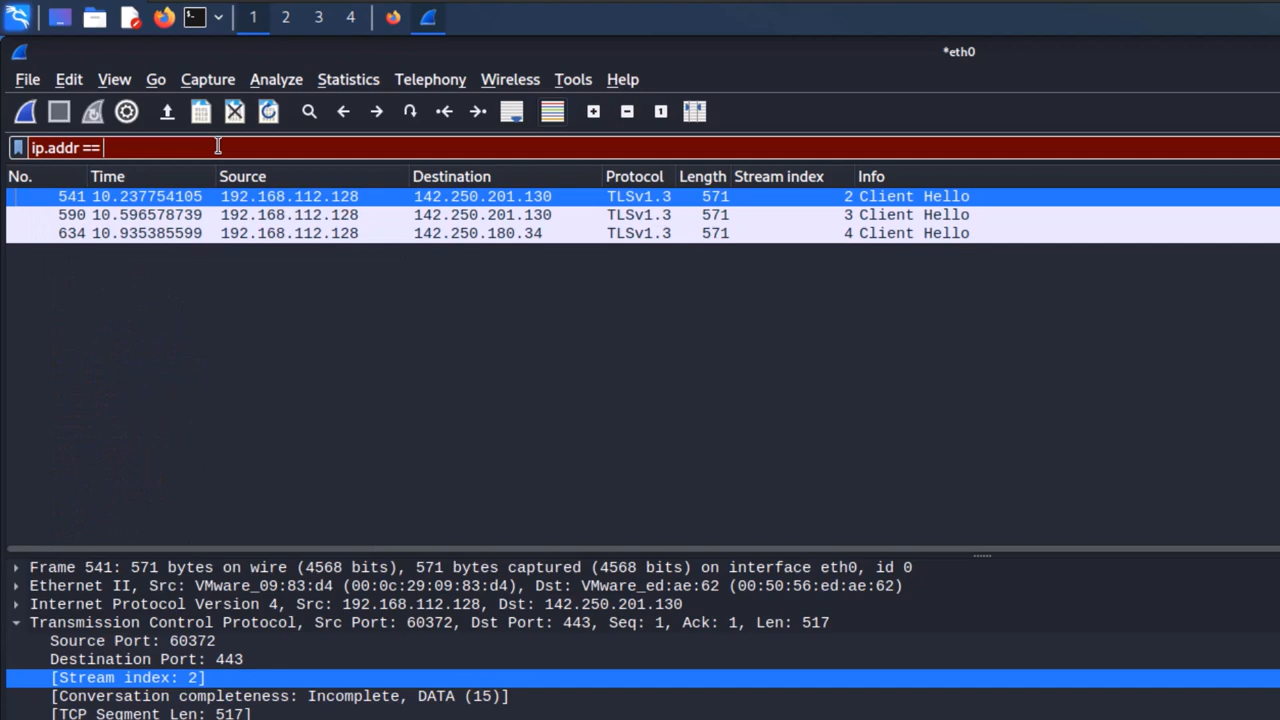 1 2 3 4
*eth0
File Edit View Go Capture Analyze Statistics Telephony Wireless Tools Help
ip.addr ==
No. Time Source Destination Protocol Length Stream index Info
541 10.237754105 192.168.112.128 142.250.201.130 TLSv1.3 571 2 Client Hello
590 10.596578739 192.168.112.128 142.250.201.130 TLSv1.3 571 3 Client Hello
634 10.935385599 192.168.112.128 142.250.180.34 TLSv1.3 571 4 Client Hello
Frame 541: 571 bytes on wire (4568 bits), 571 bytes captured (4568 bits) on interface eth0, id 0
Ethernet II, Src: VMware_09:83:d4 (00:0c:29:09:83:d4), Dst: VMware_ed:ae:62 (00:50:56:ed:ae:62)
Internet Protocol Version 4, Src: 192.168.112.128, Dst: 142.250.201.130
Transmission Control Protocol, Src Port: 60372, Dst Port: 443, Seq: 1, Ack: 1, Len: 517
Source Port: 60372
Destination Port: 443
[Stream index: 2]
[Conversation completeness: Incomplete, DATA (15)]
[TCP Segment Len: 517]